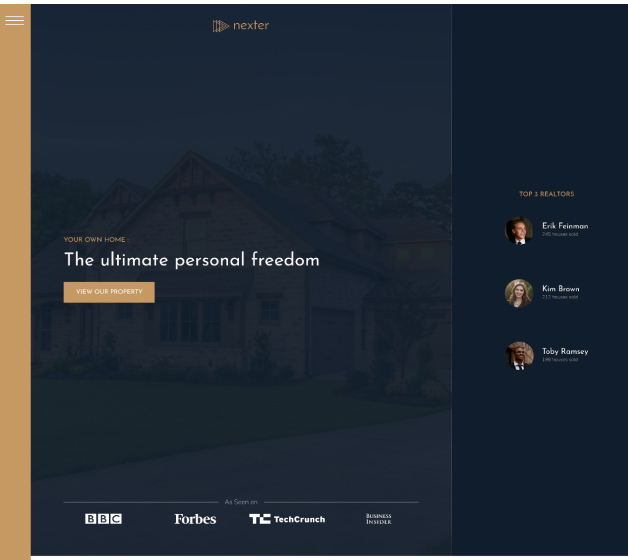 nexter
YOUR OWN HOME :
The ultimate personal freedom
VIEW OUR PROPERTY
As Seen on
BBC
Forbes
TechCrunch
BUSINESS
INSIDER
TOP 3 REALTORS
Erik Feinman
245 houses sold
Kim Brown
212 houses sold
Toby Ramsey
198 houses sold